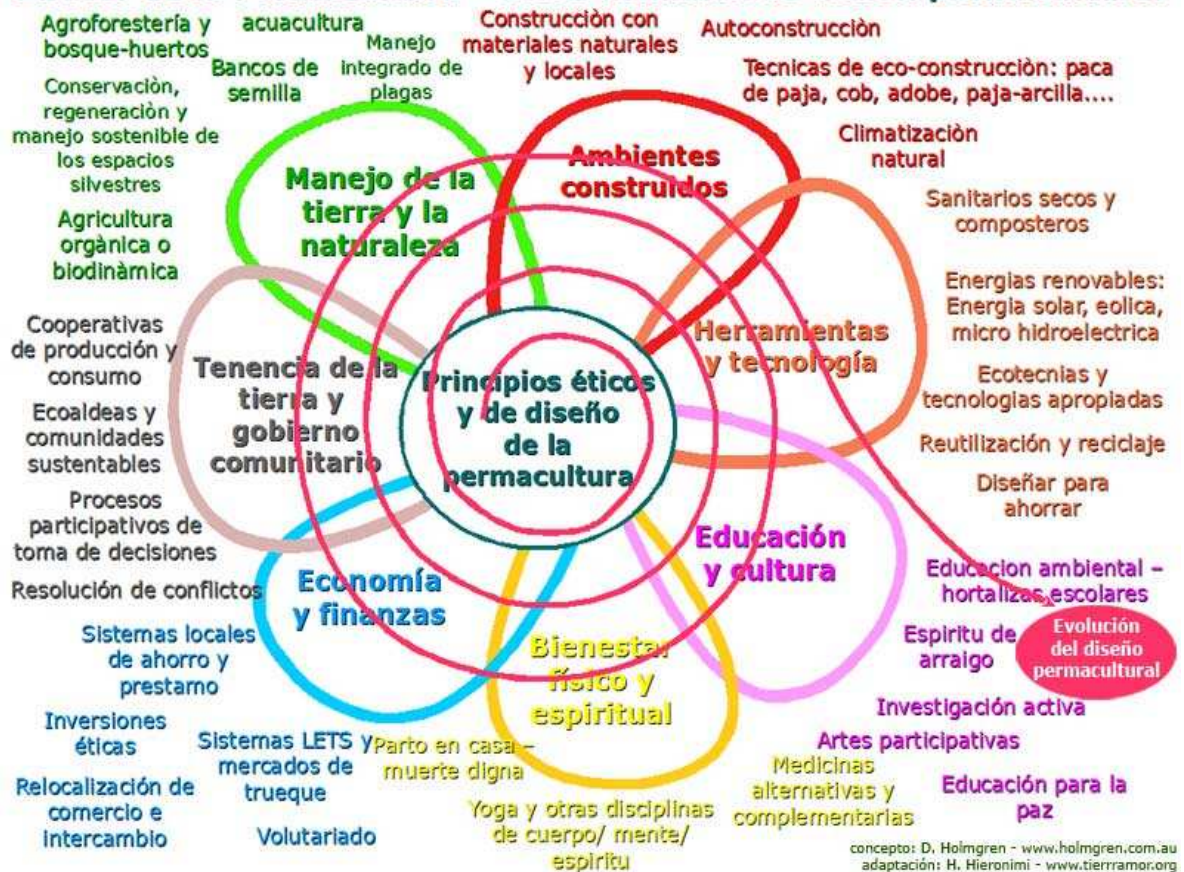 Agroforestería y
bosque-huertos
acuacultura
Manejo
integrado de
plagas
Bancos de
semilla
Conservaciòn,
regeneraciòn y
manejo sostenible de
los espacios
silvestres
Agricultura
orgànica o
biodinàmica
Construcciòn con
materiales naturales
y locales
Autoconstrucciòn
Tecnicas de eco-construcciòn: paca
de paja, cob, adobe, paja-arcilla....
Climatizaciòn
natural
Manejo de la
tierra y la
naturaleza
Ambientes
construidos
Sanitarios secos y
composteros
Energias renovables:
Energia solar, eolica,
micro hidroelectrica
Ecotecnias y
tecnologias apropiadas
Reutilización y reciclaje
Diseñar para
ahorrar
Herramientas
y tecnología
Cooperativas
de producción y
consumo
Ecoaldeas y
comunidades
sustentables
Procesos
participativos de
toma de decisiones
Resolución de conflictos
Tenencia de la
tierra y
gobierno
comunitario
Principios éticos
y de diseño
de la
permacultura
Educación
y cultura
Educacion ambiental –
hortalizas escolares
Espiritu de
arraigo
Evolución
del diseño
permacultural
Investigación activa
Artes participativas
Educación para la
paz
Economía
y finanzas
Sistemas locales
de ahorro y
prestamo
Inversiones
éticas
Sistemas LETS y
mercados de
trueque
Relocalización de
comercio e
intercambio
Volutariado
Bienestar
físico y
espiritual
Parto en casa –
muerte digna
Yoga y otras disciplinas
de cuerpo/ mente/
espiritu
Medicinas
alternativas y
complementarias
concepto: D. Holmgren - www.holmgren.com.au
adaptación: H. Hieronimi - www.tierrramor.org